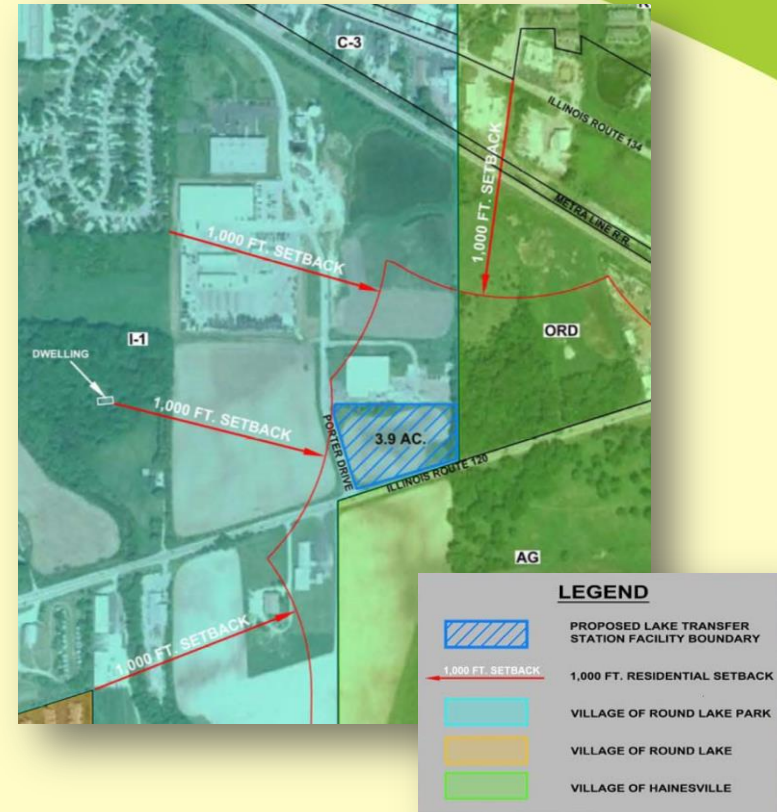 C-3
ILLINOIS ROUTE 134
1,000 FT. SETBACK
METRA LINE R.R.
1,000 FT. SETBACK
I-1
ORD
DWELLING
1,000 FT. SETBACK
PORTER DRIVE
3.9 AC.
ILLINOIS ROUTE 120
AG
1,000 FT. SETBACK
LEGEND
PROPOSED LAKE TRANSFER
STATION FACILITY BOUNDARY
1,000 FT. SETBACK
1,000 FT. RESIDENTIAL SETBACK
VILLAGE OF ROUND LAKE PARK
VILLAGE OF ROUND LAKE
VILLAGE OF HAINESVILLE